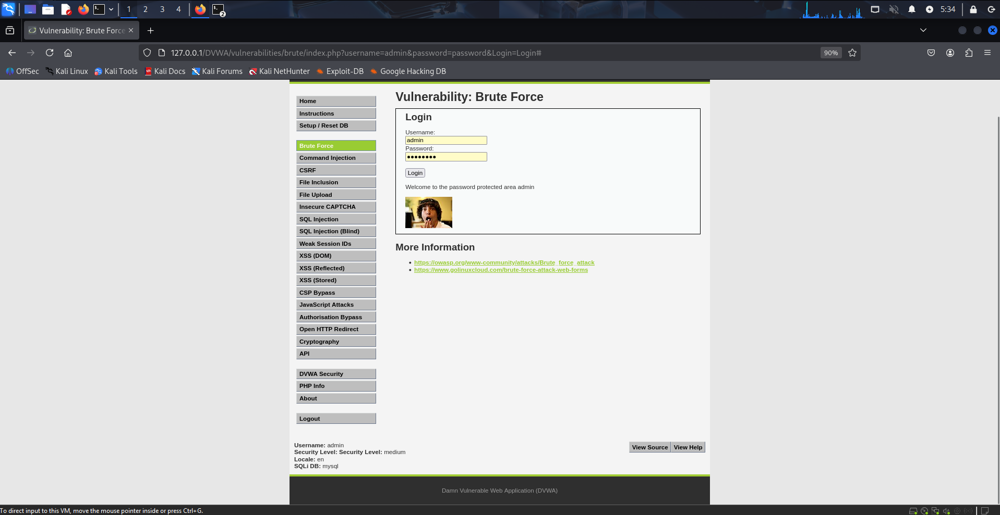 1 2 3 4
2
5:34
Vulnerability: Brute Force
127.0.0.1/DVWA/vulnerabilities/brute/index.php?username=admin&password=password&Login=Login#
90%
OffSec Kali Linux Kali Tools Kali Docs Kali Forums Kali NetHunter Exploit-DB Google Hacking DB
Home
Instructions
Setup / Reset DB
Brute Force
Command Injection
CSRF
File Inclusion
File Upload
Insecure CAPTCHA
SQL Injection
SQL Injection (Blind)
Weak Session IDs
XSS (DOM)
XSS (Reflected)
XSS (Stored)
CSP Bypass
JavaScript Attacks
Authorisation Bypass
Open HTTP Redirect
Cryptography
API
DVWA Security
PHP Info
About
Logout
Vulnerability: Brute Force
Login
Username:
admin
Password:
●●●●●●●●
Login
Welcome to the password protected area admin
More Information
• https://owasp.org/www-community/attacks/Brute_force_attack
• https://www.golinuxcloud.com/brute-force-attack-web-forms
Username: admin
Security Level: Security Level: medium
Locale: en
SQLi DB: mysql
View Source View Help
Damn Vulnerable Web Application (DVWA)
To direct input to this VM, move the mouse pointer inside or press Ctrl+G.